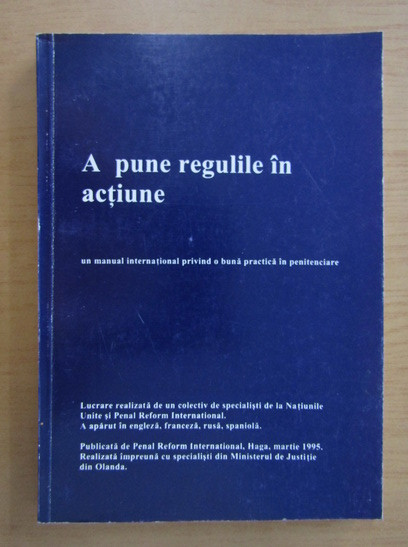 A pune regulile în
acțiune
un manual internațional privind o bună practică în penitenciare
Lucrare realizată de un colectiv de specialiști de la Națiunile
Unite și Penal Reform International.
A apărut în engleză, franceză, rusă, spaniolă.
Publicată de Penal Reform International, Haga, martie 1995.
Realizată împreună cu specialiști din Ministerul de Justiție
din Olanda.